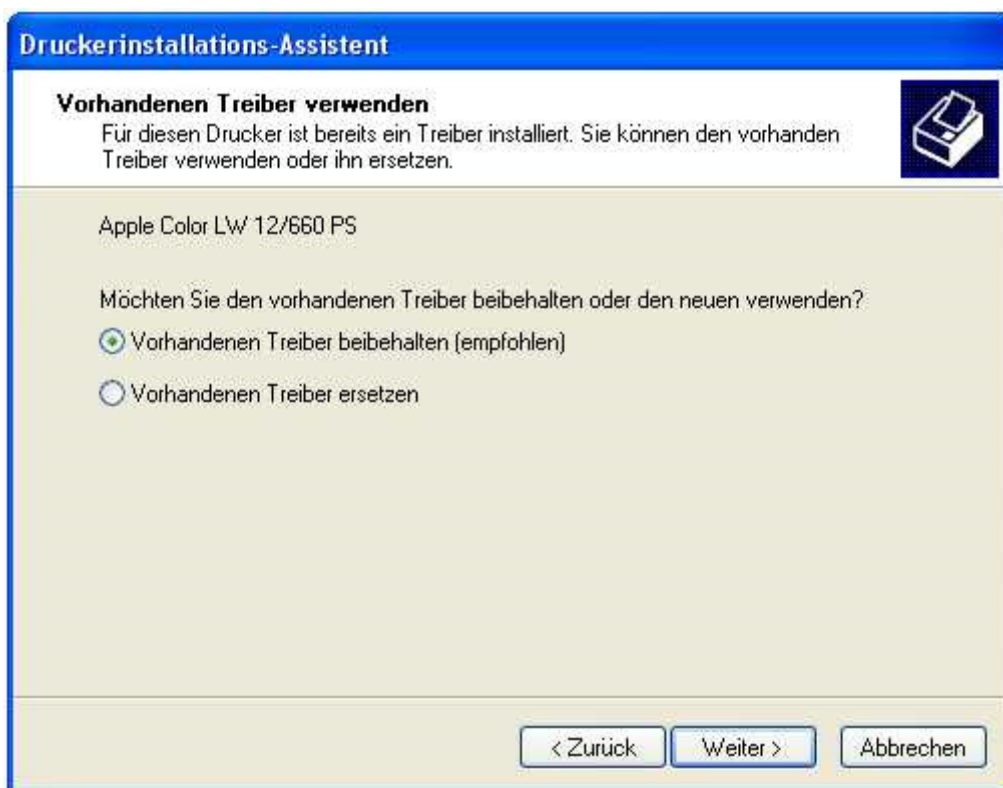 Druckerinstallations-Assistent
Vorhandenen Treiber verwenden
Für diesen Drucker ist bereits ein Treiber installiert. Sie können den vorhanden
Treiber verwenden oder ihn ersetzen.
Apple Color LW 12/660 PS
Möchten Sie den vorhandenen Treiber beibehalten oder den neuen verwenden?
Vorhandenen Treiber beibehalten (empfohlen)
Vorhandenen Treiber ersetzen
< Zurück Weiter > Abbrechen